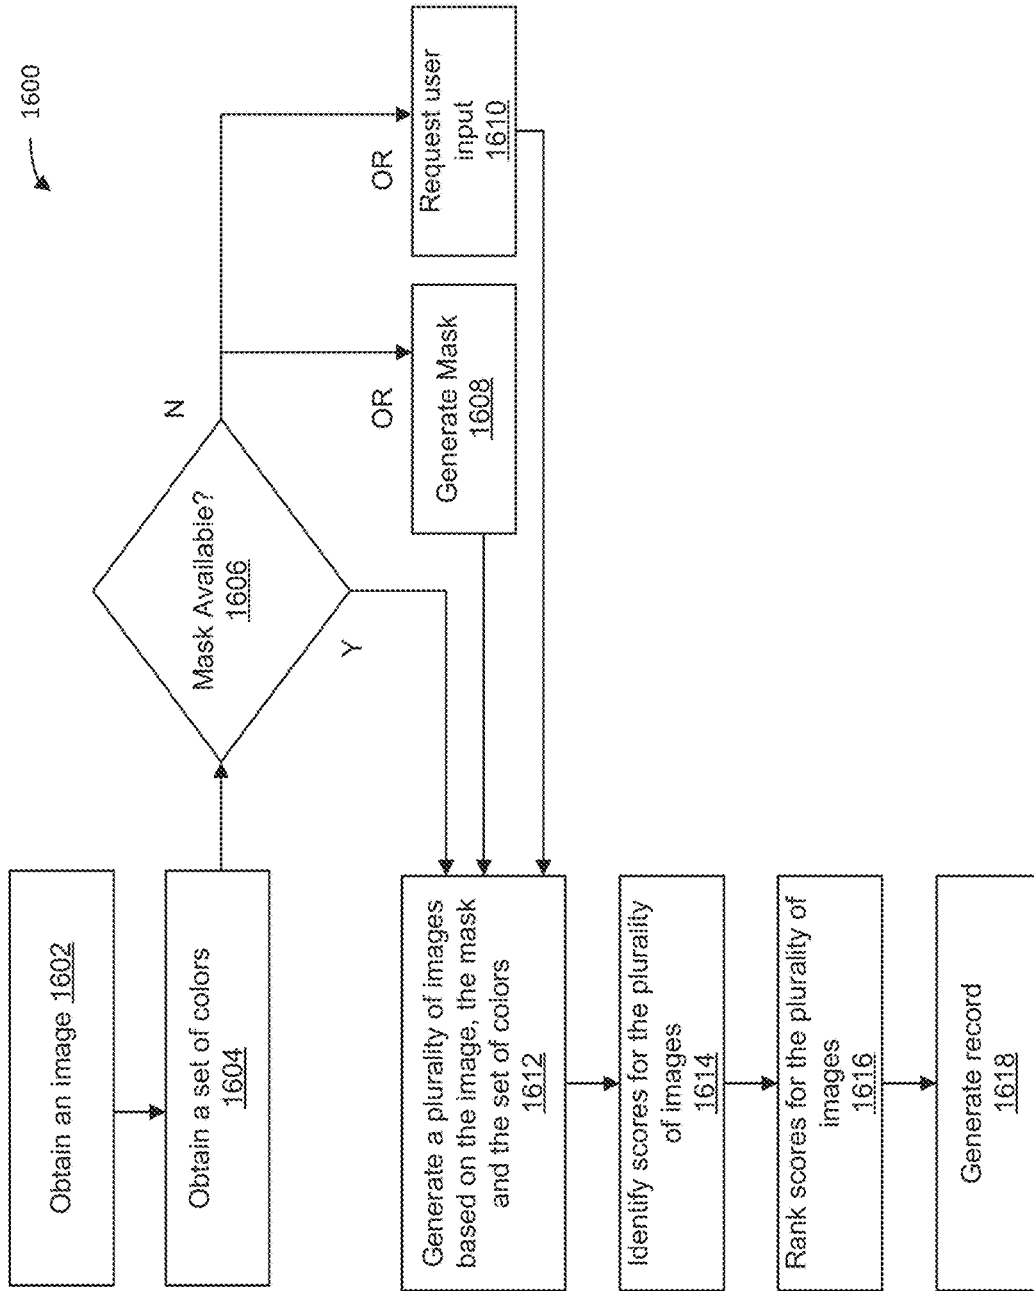 1600
Obtain an image 1602
Obtain a set of colors
1604
Mask Available?
1606
N
Y
OR
OR
Generate Mask
1608
Request user
input
1610
Generate a plurality of images
based on the image, the mask
and the set of colors
1612
Identify scores for the plurality
of images
1614
Rank scores for the plurality of
images
1616
Generate record
1618